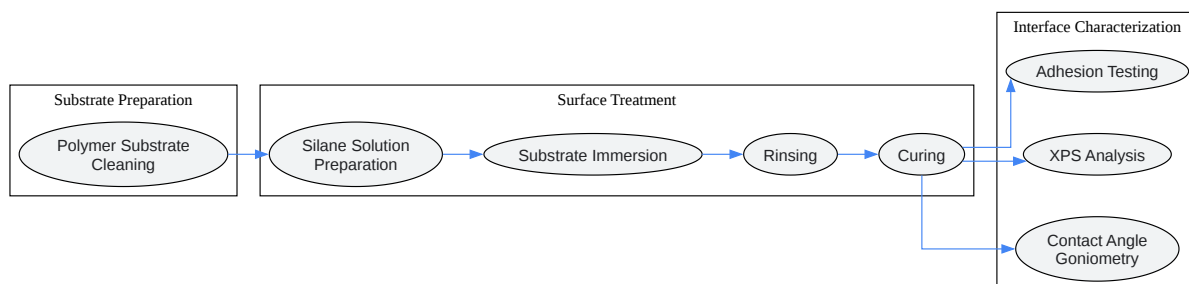 Substrate Preparation
Polymer Substrate
Cleaning
Surface Treatment
Silane Solution
Preparation
Substrate Immersion
Rinsing
Curing
Interface Characterization
Adhesion Testing
XPS Analysis
Contact Angle
Goniometry